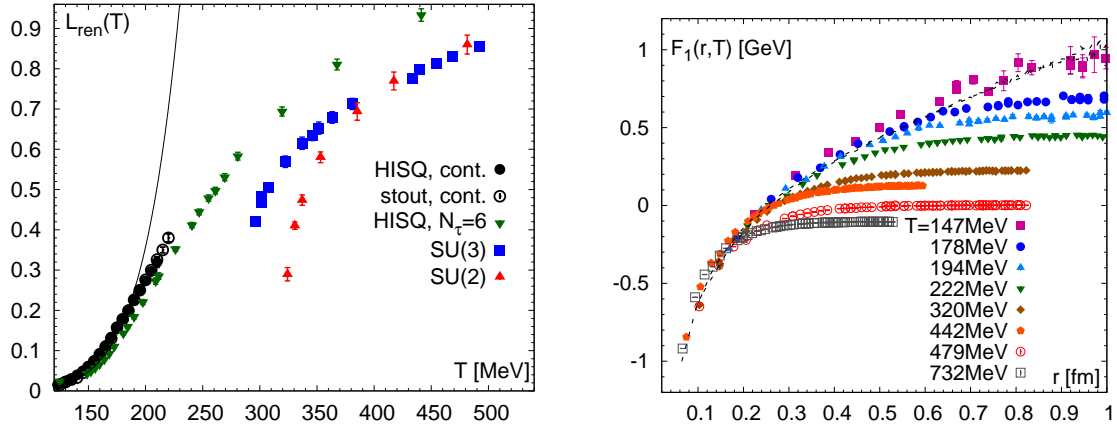 L_ren(T)
0.9
0.8
0.7
0.6
0.5
0.4
0.3
0.2
0.1
0
HISQ, cont.
stout, cont.
HISQ, N_τ=6
SU(3)
SU(2)
T [MeV]
150 200 250 300 350 400 450 500
F_1(r,T) [GeV]
1
0.5
0
-0.5
-1
T=147MeV
178MeV
194MeV
222MeV
320MeV
442MeV
479MeV
732MeV
r [fm]
0.1 0.2 0.3 0.4 0.5 0.6 0.7 0.8 0.9 1